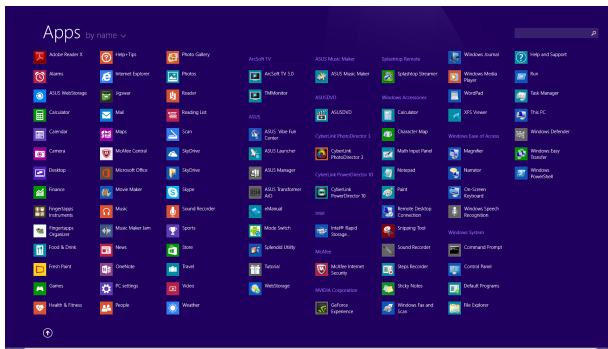 Apps by name
Adobe Reader X
Alarms
ASUS WebStorage
Calculator
Calendar
Camera
Desktop
Finance
Fingertapps
Instruments
Fingertapps
Organizer
Food & Drink
Fresh Paint
Games
Health & Fitness
Help+Tips
Internet Explorer
Jigswar
Mail
Maps
McAfee Central
Microsoft Office
Movie Maker
Music
Music Maker Jam
News
OneNote
PC settings
People
Photo Gallery
Photos
Reader
Reading List
Scan
SkyDrive
SkyDrive
Skype
Sound Recorder
Sports
Store
Travel
Video
Weather
ArcSoft TV
ArcSoft TV 5.0
TMMonitor
ASUS
ASUS Vibe Fun
Center
ASUS Launcher
ASUS Manager
ASUS Transformer
AiO
eManual
Mode Switch
Splendid Utility
Tutorial
WebStorage
ASUS Music Maker
ASUS Music Maker
ASUSDVD
ASUSDVD
CyberLink PhotoDirector 3
CyberLink
PhotoDirector 3
CyberLink PowerDirector 10
CyberLink
PowerDirector 10
Intel
Intel® Rapid
Storage...
McAfee
McAfee Internet
Security
NVIDIA Corporation
GeForce
Experience
Splashtop Remote
Splashtop Streamer
Windows Accessories
Calculator
Character Map
Math Input Panel
Notepad
Paint
Remote Desktop
Connection
Snipping Tool
Sound Recorder
Steps Recorder
Sticky Notes
Windows Fax and
Scan
Windows Journal
Windows Media
Player
WordPad
XPS Viewer
Windows Ease of Access
Magnifier
Narrator
On-Screen
Keyboard
Windows Speech
Recognition
Windows System
Command Prompt
Control Panel
Default Programs
File Explorer
Help and Support
Run
Task Manager
This PC
Windows Defender
Windows Easy
Transfer
Windows
PowerShell